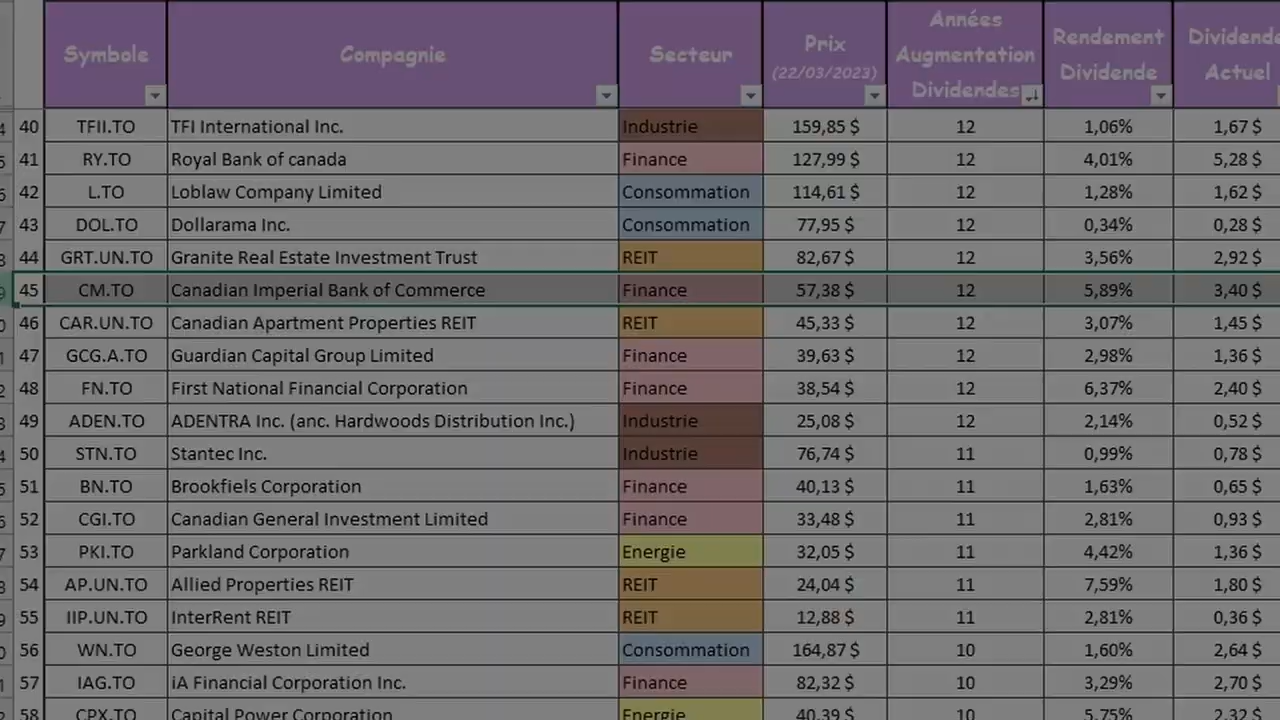 Symbole Compagnie Secteur Prix (22/03/2023) Années Augmentation Dividendes Rendement Dividende Dividende Actuel
40 TFII.TO TFI International Inc. Industrie 159,85 $ 12 1,06% 1,67 $
41 RY.TO Royal Bank of canada Finance 127,99 $ 12 4,01% 5,28 $
42 L.TO Loblaw Company Limited Consommation 114,61 $ 12 1,28% 1,62 $
43 DOL.TO Dollarama Inc. Consommation 77,95 $ 12 0,34% 0,28 $
44 GRT.UN.TO Granite Real Estate Investment Trust REIT 82,67 $ 12 3,56% 2,92 $
45 CM.TO Canadian Imperial Bank of Commerce Finance 57,38 $ 12 5,89% 3,40 $
46 CAR.UN.TO Canadian Apartment Properties REIT REIT 45,33 $ 12 3,07% 1,45 $
47 GCG.A.TO Guardian Capital Group Limited Finance 39,63 $ 12 2,98% 1,36 $
48 FN.TO First National Financial Corporation Finance 38,54 $ 12 6,37% 2,40 $
49 ADEN.TO ADENTRA Inc. (anc. Hardwoods Distribution Inc.) Industrie 25,08 $ 12 2,14% 0,52 $
50 STN.TO Stantec Inc. Industrie 76,74 $ 11 0,99% 0,78 $
51 BN.TO Brookfiels Corporation Finance 40,13 $ 11 1,63% 0,65 $
52 CGI.TO Canadian General Investment Limited Finance 33,48 $ 11 2,81% 0,93 $
53 PKI.TO Parkland Corporation Energie 32,05 $ 11 4,42% 1,36 $
54 AP.UN.TO Allied Properties REIT REIT 24,04 $ 11 7,59% 1,80 $
55 IIP.UN.TO InterRent REIT REIT 12,88 $ 11 2,81% 0,36 $
56 WN.TO George Weston Limited Consommation 164,87 $ 10 1,60% 2,64 $
57 IAG.TO iA Financial Corporation Inc. Finance 82,32 $ 10 3,29% 2,70 $
58 CPX.TO Capital Power Corporation Energie 40,39 $ 10 5,75% 2,32 $